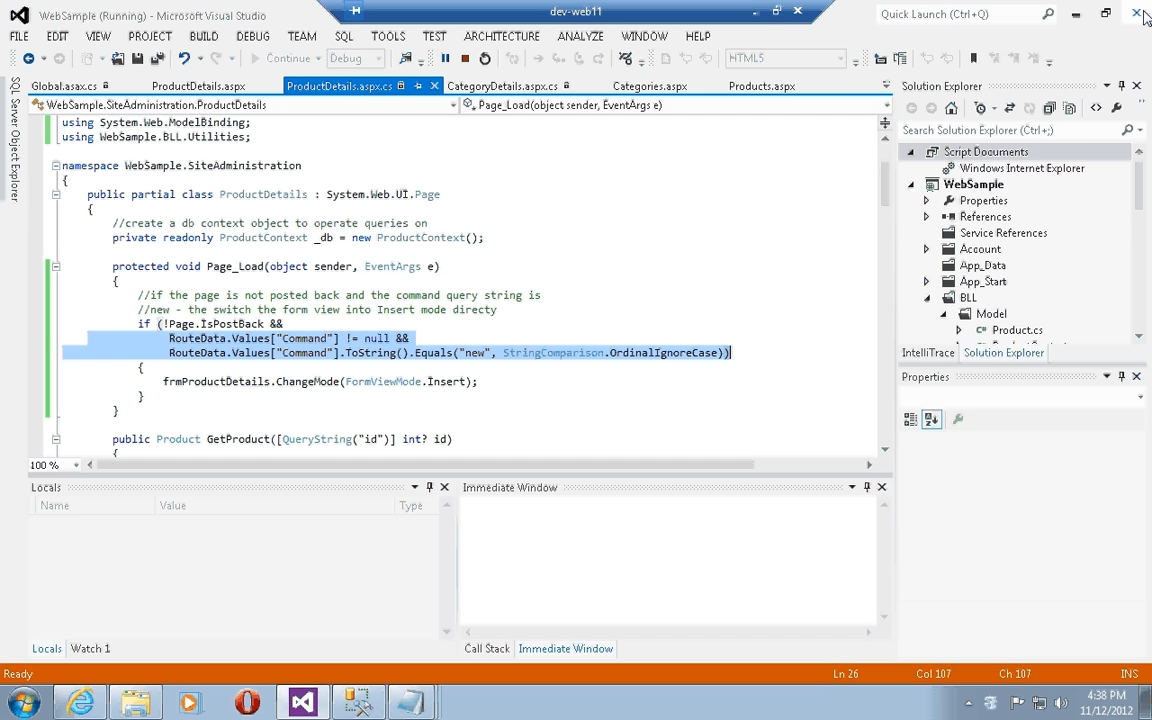 WebSample (Running) - Microsoft Visual Studio
dev-web11
Quick Launch (Ctrl+Q)
FILE EDIT VIEW PROJECT BUILD DEBUG TEAM SQL TOOLS TEST ARCHITECTURE ANALYZE WINDOW HELP
Continue Debug HTML5
Global.asax.cs ProductDetails.aspx ProductDetails.aspx.cs CategoryDetails.aspx.cs Categories.aspx Products.aspx
Solution Explorer
SQL Server Object Explorer
WebSample.SiteAdministration.ProductDetails
Page_Load(object sender, EventArgs e)
using System.Web.ModelBinding;
using WebSample.BLL.Utilities;
namespace WebSample.SiteAdministration
{
public partial class ProductDetails : System.Web.UI.Page
{
//create a db context object to operate queries on
private readonly ProductContext _db = new ProductContext();
protected void Page_Load(object sender, EventArgs e)
{
//if the page is not posted back and the command query string is
//new - the switch the form view into Insert mode directy
if (!Page.IsPostBack &&
RouteData.Values["Command"] != null &&
RouteData.Values["Command"].ToString().Equals("new", StringComparison.OrdinalIgnoreCase))
{
frmProductDetails.ChangeMode(FormViewMode.Insert);
}
}
public Product GetProduct([QueryString("id")] int? id)
{
100 %
Search Solution Explorer (Ctrl+;)
Script Documents
Windows Internet Explorer
WebSample
Properties
References
Service References
Account
App_Data
App_Start
BLL
Model
Product.cs
IntelliTrace Solution Explorer
Properties
Locals
Name Value Type
Locals Watch 1
Immediate Window
Call Stack Immediate Window
Ready Ln 26 Col 107 Ch 107 INS
4:38 PM
11/12/2012